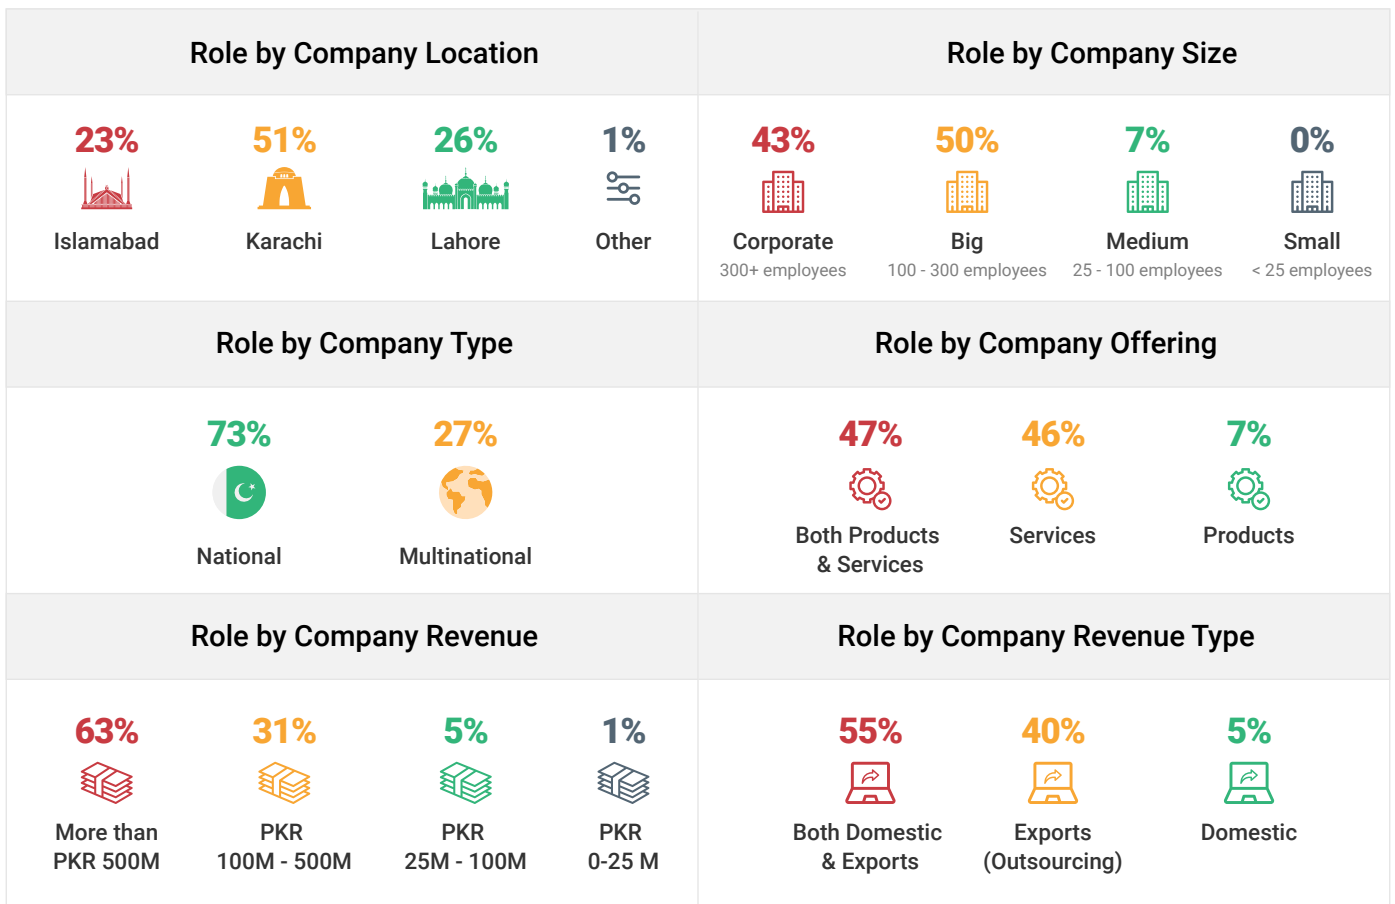 Role by Company Location
23%
51%
26%
1%
Islamabad
Karachi
Lahore
Other
Role by Company Size
43%
50%
7%
0%
Corporate
Big
Medium
Small
300+ employees
100 - 300 employees
25 - 100 employees
< 25 employees
Role by Company Type
73%
27%
National
Multinational
Role by Company Offering
47%
46%
7%
Both Products
& Services
Services
Products
Role by Company Revenue
63%
31%
5%
1%
More than
PKR 500M
PKR
100M - 500M
PKR
25M - 100M
PKR
0-25 M
Role by Company Revenue Type
55%
40%
5%
Both Domestic
& Exports
Exports
(Outsourcing)
Domestic